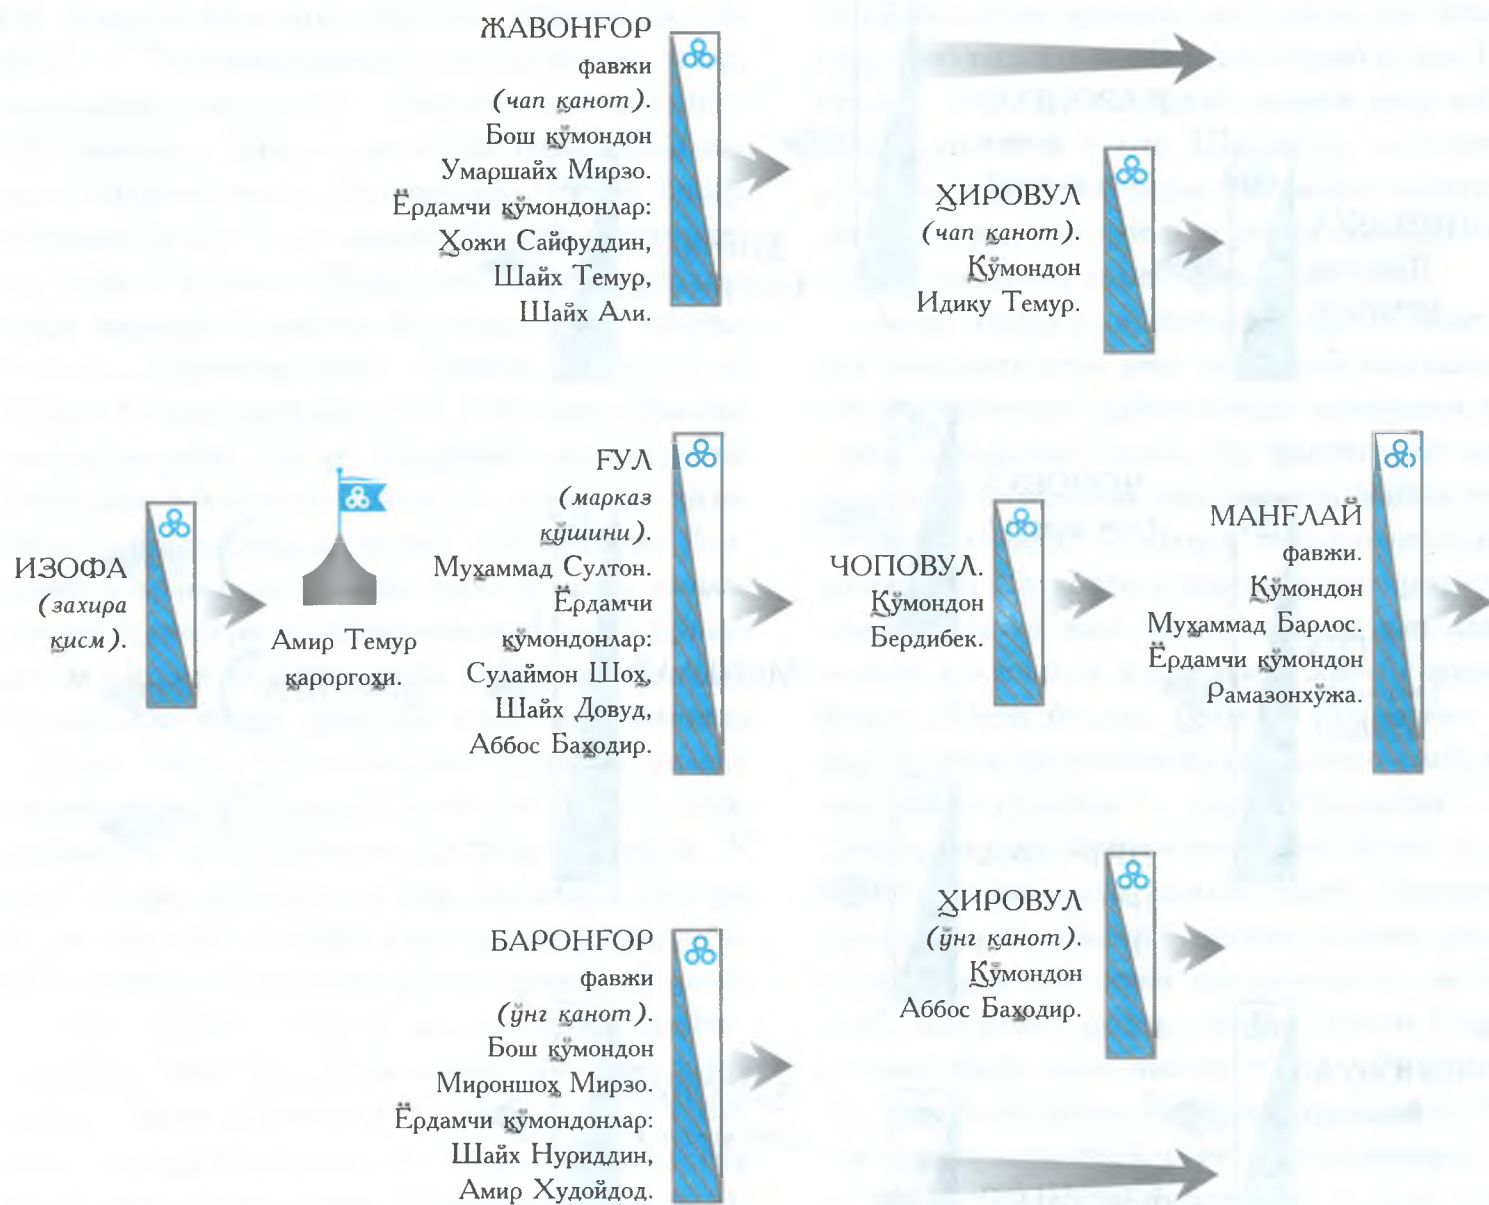 ЖАВОНҒОР
фавжи
(чап қанот).
Бош қўмондон
Умаршайх Мирзо.
Ёрдамчи қўмондонлар:
Ҳожи Сайфуддин,
Шайх Темур,
Шайх Али.
ҲИРОВУЛ
(чап қанот).
Қўмондон
Идику Темур.
ИЗОФА
(захира
қисм).
Амир Темур
қароргоҳи.
ҒУЛ
(марказ
қўшини).
Муҳаммад Султон.
Ёрдамчи
қўмондонлар:
Сулаймон Шоҳ,
Шайх Довуд,
Аббос Баҳодир.
ЧОПОВУЛ.
Қўмондон
Бердибек.
МАНҒЛАЙ
фавжи.
Қўмондон
Муҳаммад Барлос.
Ёрдамчи қўмондон
Рамазонхўжа.
БАРОНҒОР
фавжи
(ўнг қанот).
Бош қўмондон
Мироншоҳ Мирзо.
Ёрдамчи қўмондонлар:
Шайх Нуриддин,
Амир Худойдод.
ҲИРОВУЛ
(ўнг қанот).
Қўмондон
Аббос Баҳодир.